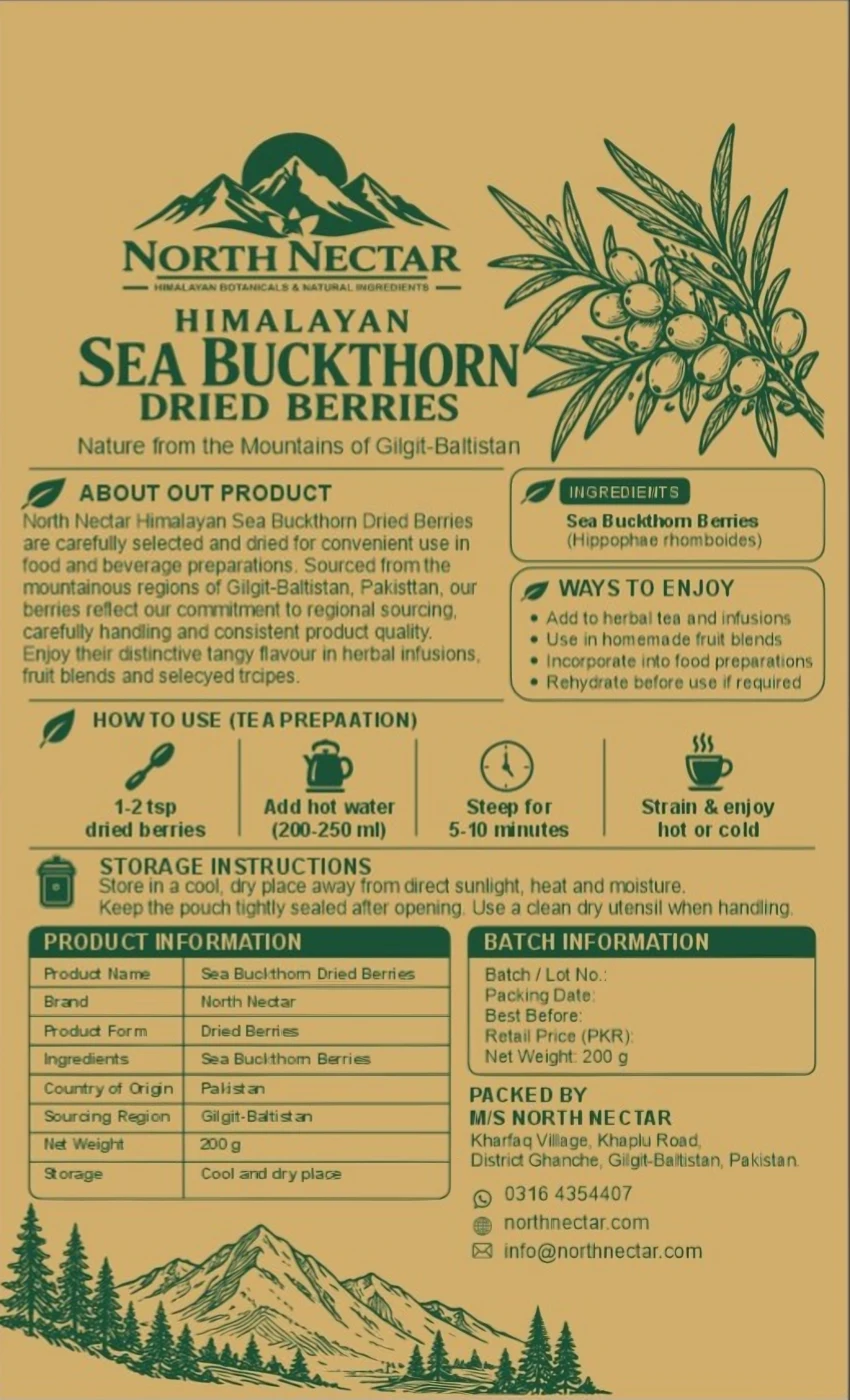 NORTH NECTAR
HIMALAYAN BOTANICALS & NATURAL INGREDIENTS
HIMALAYAN
SEA BUCKTHORN
DRIED BERRIES
Nature from the Mountains of Gilgit-Baltistan
ABOUT OUT PRODUCT
North Nectar Himalayan Sea Buckthorn Dried Berries
are carefully selected and dried for convenient use in
food and beverage preparations. Sourced from the
mountainous regions of Gilgit-Baltistan, Pakisttan, our
berries reflect our commitment to regional sourcing,
carefully handling and consistent product quality.
Enjoy their distinctive tangy flavour in herbal infusions,
fruit blends and selecyed trcipes.
INGREDIENTS
Sea Buckthorn Berries
(Hippophae rhomboides)
WAYS TO ENJOY
• Add to herbal tea and infusions
• Use in homemade fruit blends
• Incorporate into food preparations
• Rehydrate before use if required
HOW TO USE (TEA PREPAATION)
1-2 tsp
dried berries
Add hot water
(200-250 ml)
Steep for
5-10 minutes
Strain & enjoy
hot or cold
STORAGE INSTRUCTIONS
Store in a cool, dry place away from direct sunlight, heat and moisture.
Keep the pouch tightly sealed after opening. Use a clean dry utensil when handling.
PRODUCT INFORMATION
Product Name Sea Buckthorn Dried Berries
Brand North Nectar
Product Form Dried Berries
Ingredients Sea Buckthorn Berries
Country of Origin Pakistan
Sourcing Region Gilgit-Baltistan
Net Weight 200 g
Storage Cool and dry place
BATCH INFORMATION
Batch / Lot No.:
Packing Date:
Best Before:
Retail Price (PKR):
Net Weight: 200 g
PACKED BY
M/S NORTH NECTAR
Kharfaq Village, Khaplu Road,
District Ghanche, Gilgit-Baltistan, Pakistan.
0316 4354407
northnectar.com
info@northnectar.com